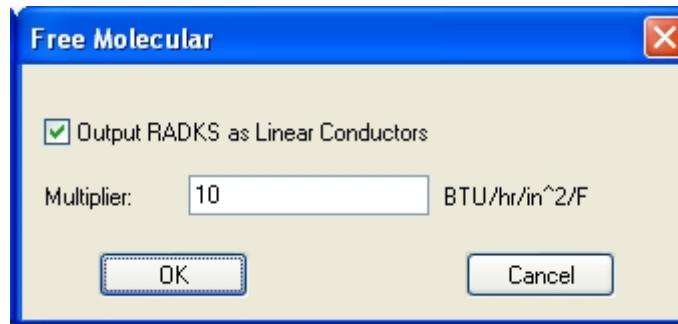 Free Molecular
Output RADKS as Linear Conductors
Multiplier: 10 BTU/hr/in^2/F
OK Cancel